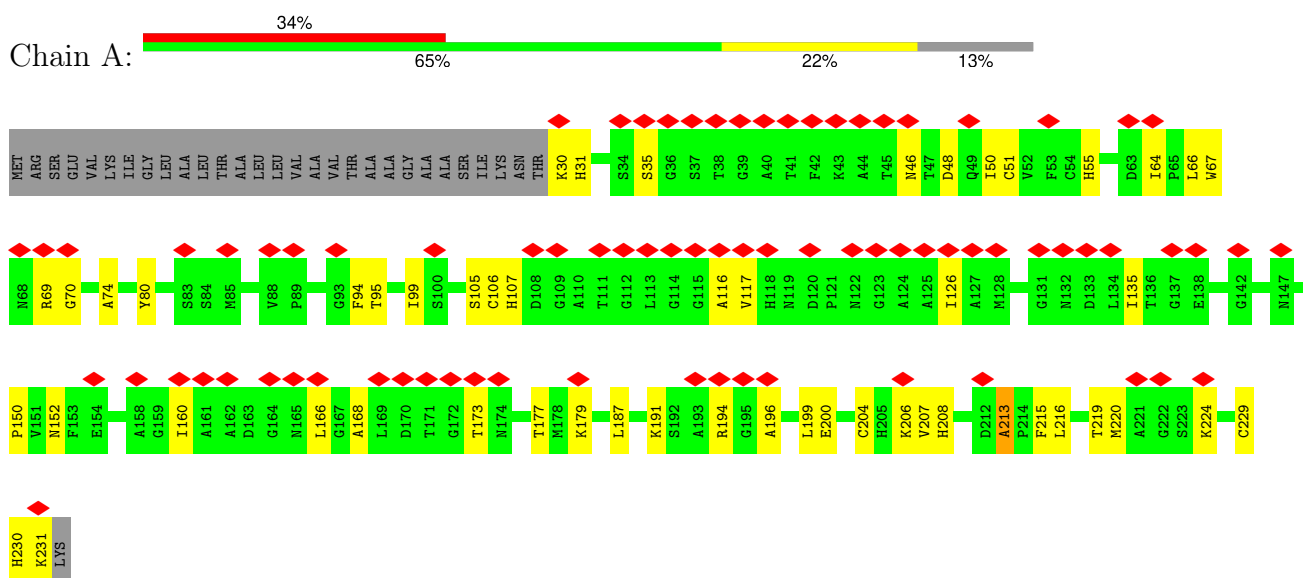 34%
Chain A:
65% 22% 13%
MET ARG SER GLU VAL LYS ILE GLY LEU ALA LEU THR ALA LEU LEU VAL ALA VAL THR ALA ALA GLY ALA ALA SER ILE LYS ASN THR K30 H31 S34 S35 G36 S37 T38 G39 A40 T41 F42 K43 A44 T45 N46 T47 D48 Q49 I50 C51 V52 F53 C54 H55 D63 I64 P65 L66 W67
N68 R69 G70 A74 Y80 S83 S84 M85 V88 P89 G93 F94 T95 I99 S100 S105 C106 H107 D108 G109 A110 T111 G112 L113 G114 G115 A116 V117 H118 N119 D120 P121 N122 G123 A124 A125 I126 A127 M128 G131 N132 D133 L134 I135 T136 G137 E138 G142 N147
P150 V151 N152 F153 E154 A158 G159 I160 A161 A162 D163 G164 N165 L166 G167 A168 L169 D170 T171 G172 T173 N174 T177 M178 K179 L187 K191 S192 A193 R194 G195 A196 L199 E200 C204 H205 K206 V207 H208 D212 A213 P214 F215 L216 T219 M220 A221 G222 S223 K224 C229
H230 K231 LYS